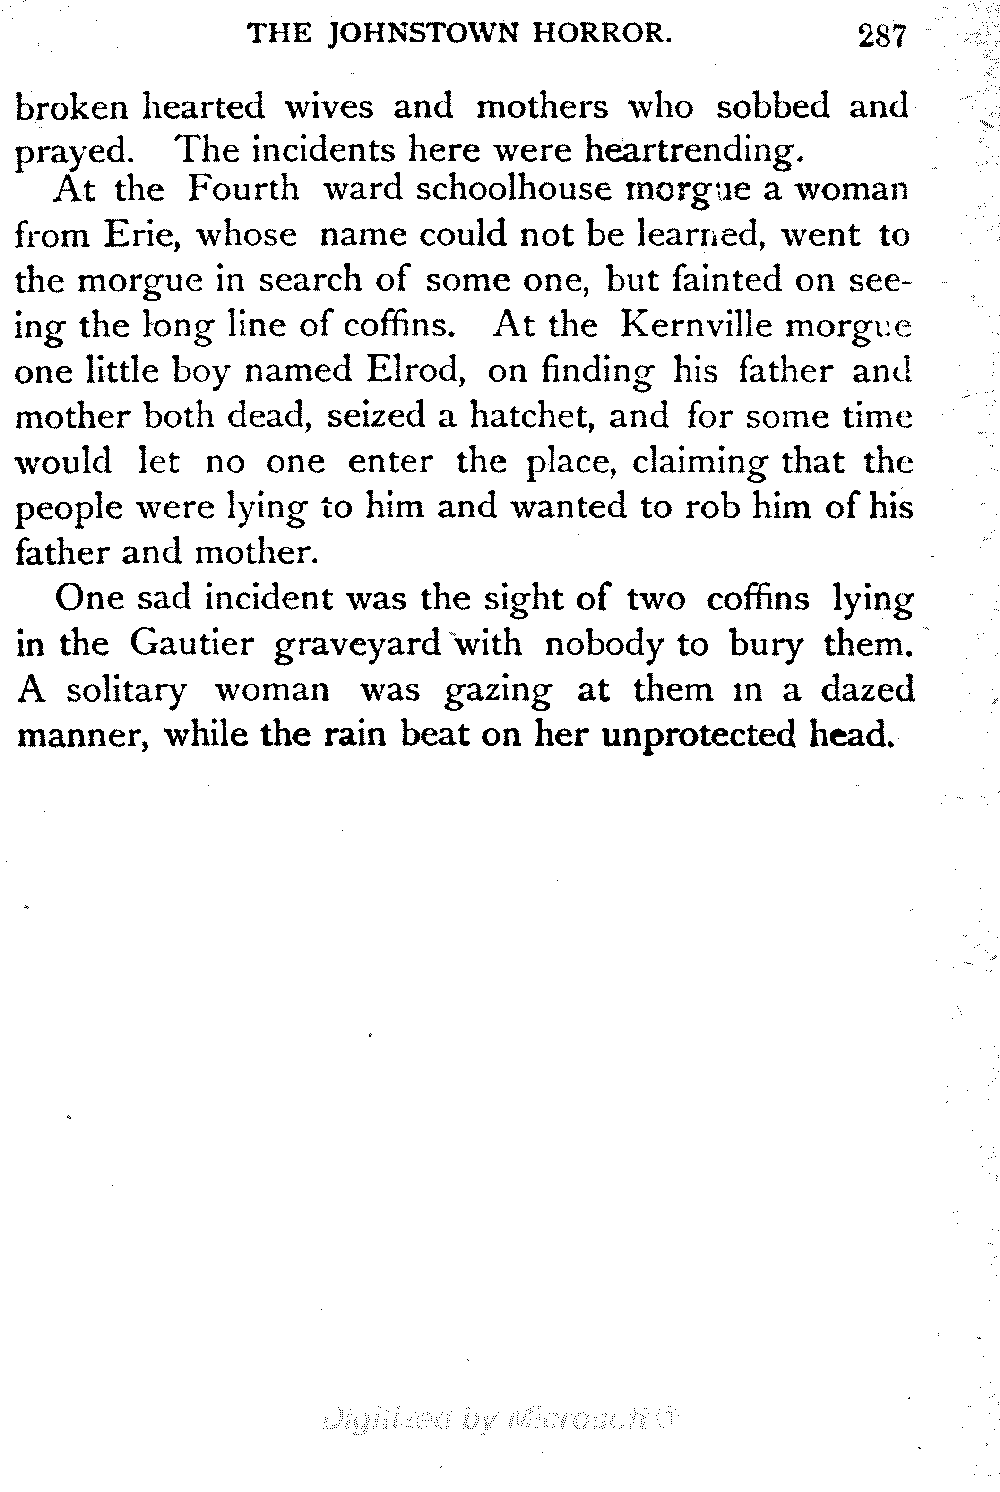 THE JOHNSTOWN HORROR. 287
broken hearted wives and mothers who sobbed and
prayed. The incidents here were heartrending.
At the Fourth ward schoolhouse morgue a woman
from Erie, whose name could not be learned, went to
the morgue in search of some one, but fainted on see-
ing the long line of coffins. At the Kernville morgue
one little boy named Elrod, on finding his father and
mother both dead, seized a hatchet, and for some time
would let no one enter the place, claiming that the
people were lying to him and wanted to rob him of his
father and mother.
One sad incident was the sight of two coffins lying
in the Gautier graveyard with nobody to bury them.
A solitary woman was gazing at them in a dazed
manner, while the rain beat on her unprotected head.
Digitized by Microsoft®